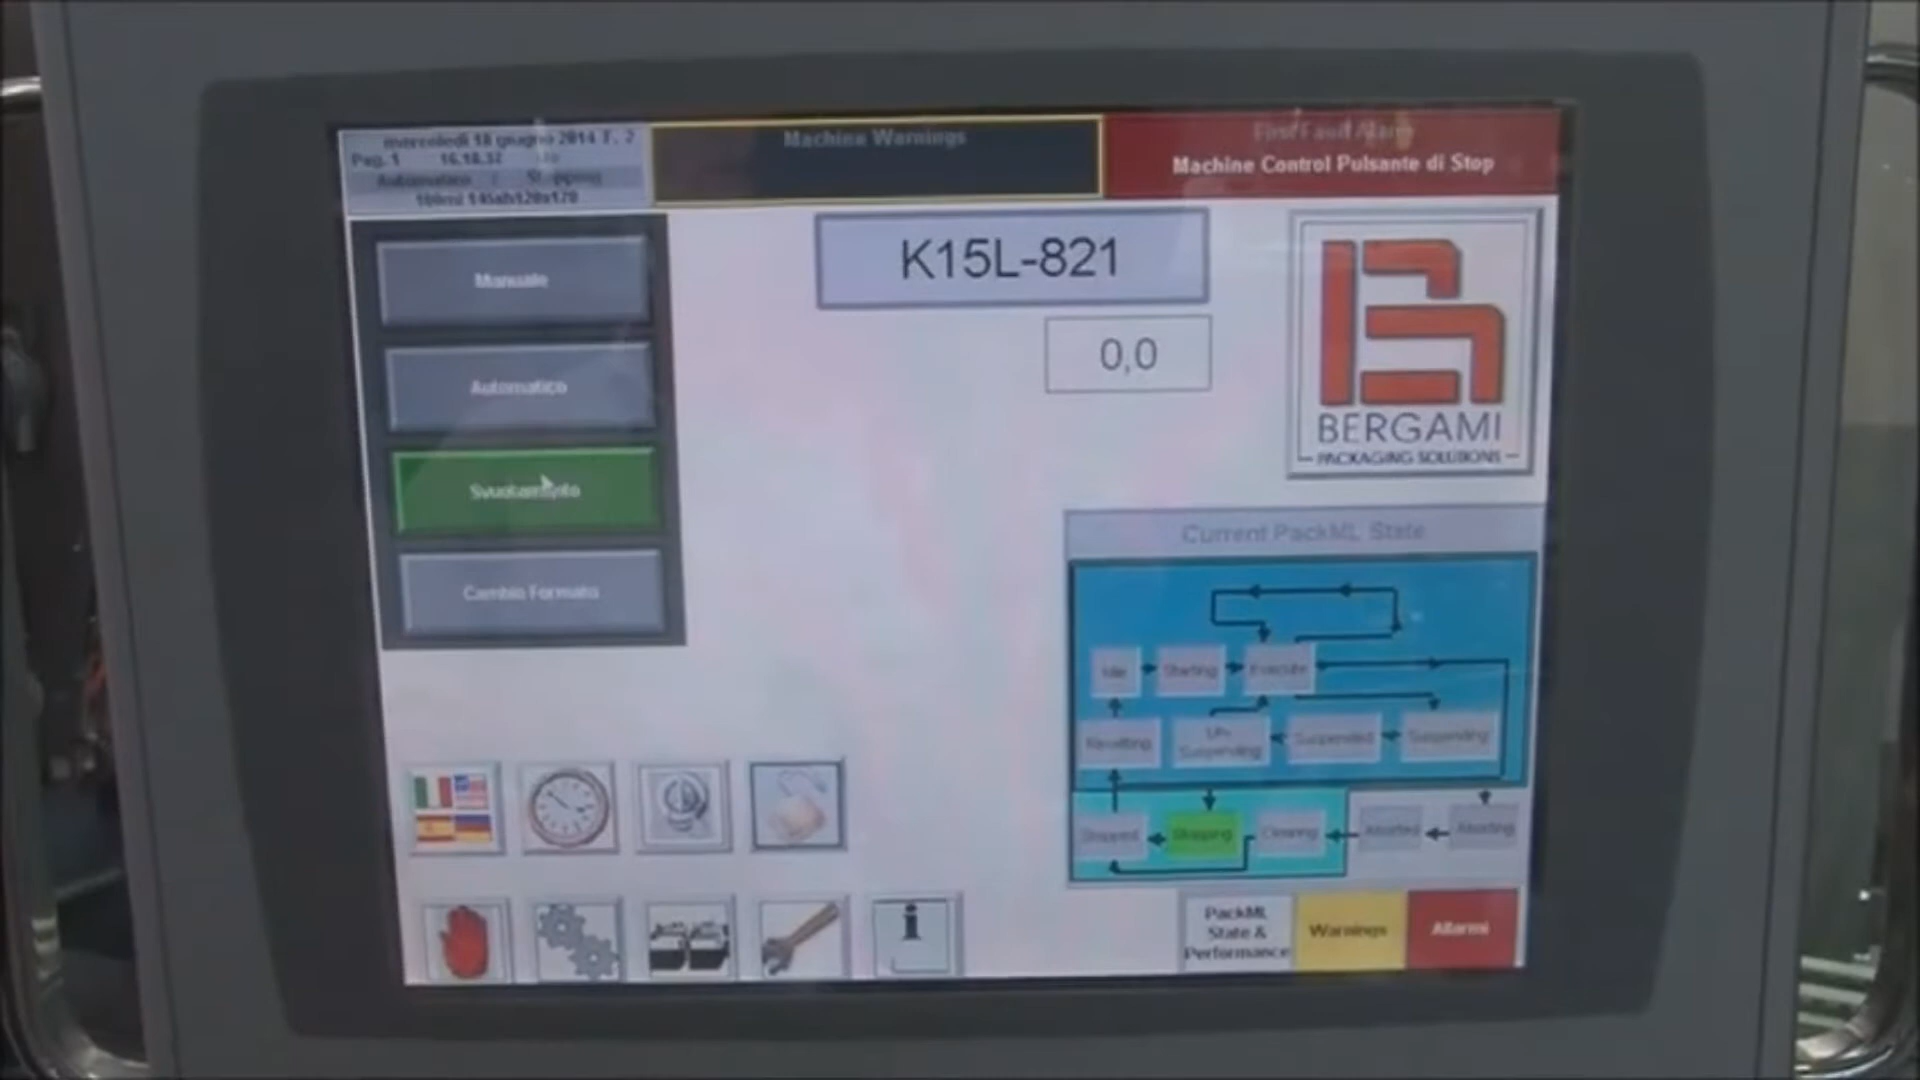 mercoledì 18 giugno 2014 T. 2
Pag. 1 16.18.32
Automatico : Stopping
Machine Warnings
First Fault Alarm
Machine Control Pulsante di Stop
K15L-821
0,0
BERGAMI
PACKAGING SOLUTIONS
Manuale
Automatico
Svuotamento
Cambio Formato
Current PackML State
Idle
Starting
Execute
Resetting
Un-
Suspending
Suspended
Suspending
Stopped
Stopping
Clearing
Aborted
Aborting
i
PackML
State &
Performance
Warnings
Allarmi